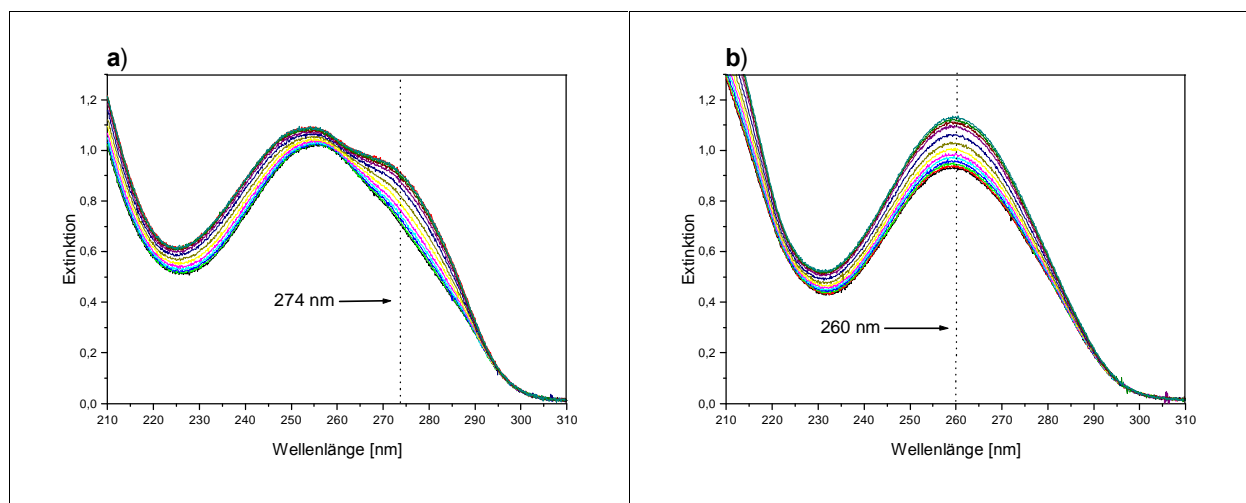 a)
Extinktion
1,2
1,0
0,8
0,6
0,4
0,2
0,0
274 nm
210 220 230 240 250 260 270 280 290 300 310
Wellenlänge [nm]
b)
Extinktion
1,2
1,0
0,8
0,6
0,4
0,2
0,0
260 nm
210 220 230 240 250 260 270 280 290 300 310
Wellenlänge [nm]